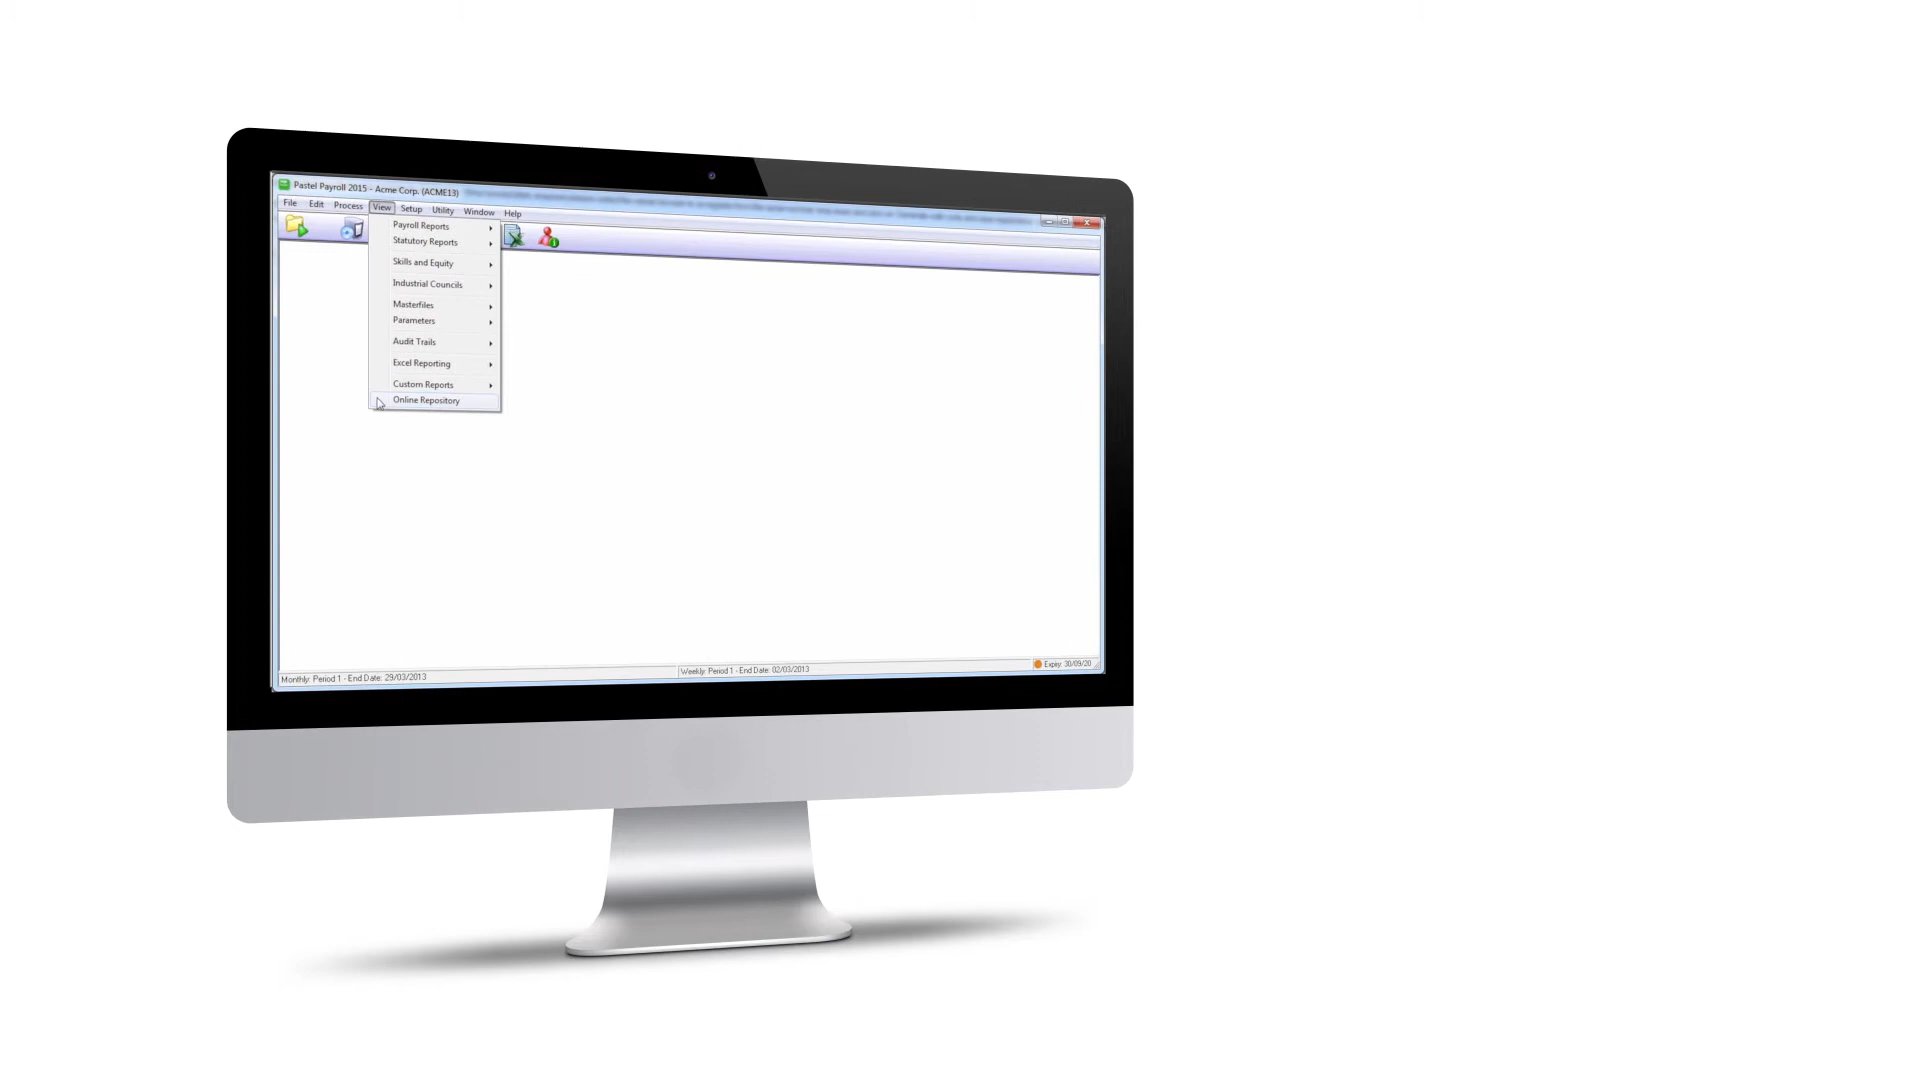 Pastel Payroll 2015 - Acme Corp. (ACME13)
File Edit Process View Setup Utility Window Help
Payroll Reports
Statutory Reports
Skills and Equity
Industrial Councils
Masterfiles
Parameters
Audit Trails
Excel Reporting
Custom Reports
Online Repository
Monthly: Period 1 - End Date: 29/03/2013
Weekly: Period 1 - End Date: 02/03/2013
Expiry: 30/09/20